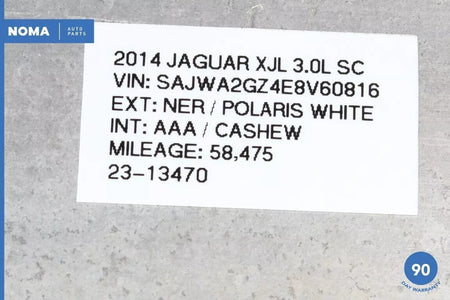 NOMA AUTO PARTS
2014 JAGUAR XJL 3.0L SC
VIN: SAJWA2GZ4E8V60816
EXT: NER / POLARIS WHITE
INT: AAA / CASHEW
MILEAGE: 58,475
23-13470
90
DAY WARRANTY